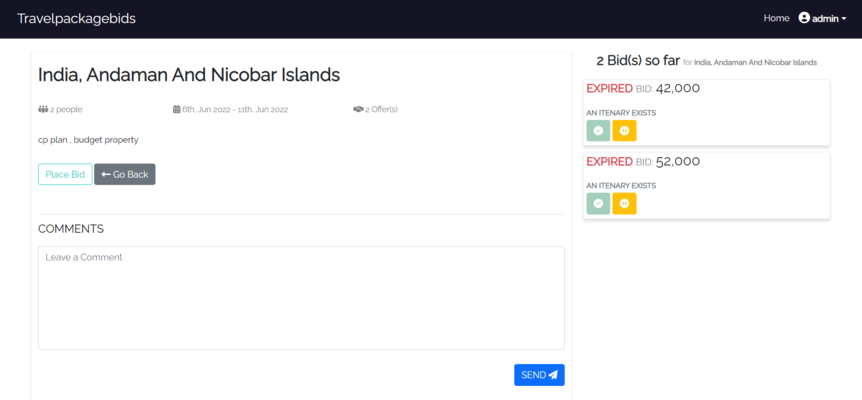 Travelpackagebids
Home admin
India, Andaman And Nicobar Islands
2 people 6th, Jun 2022 - 11th, Jun 2022 2 Offer(s)
cp plan . budget property
Place Bid Go Back
COMMENTS
Leave a Comment
SEND
2 Bid(s) so far for India, Andaman And Nicobar Islands
EXPIRED BID: 42,000
AN ITENARY EXISTS
EXPIRED BID: 52,000
AN ITENARY EXISTS